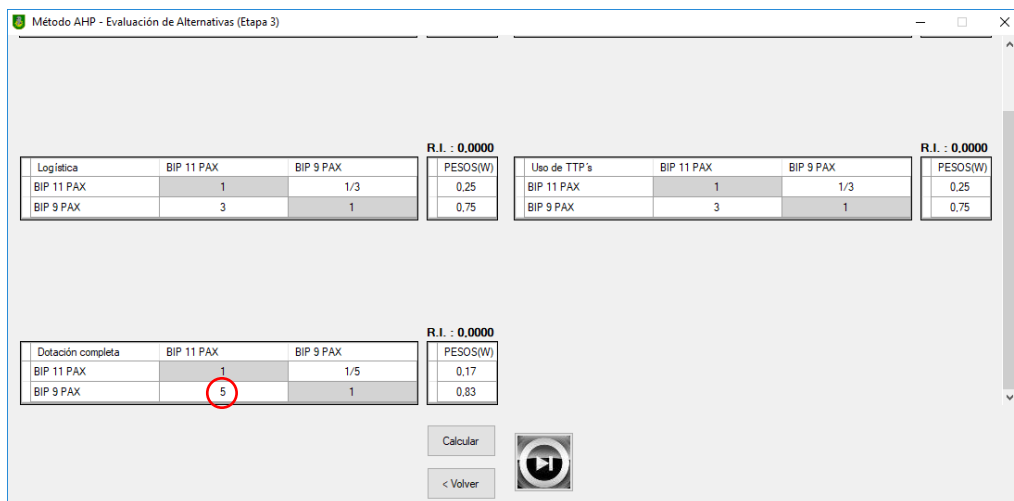 Método AHP - Evaluación de Alternativas (Etapa 3)
R.I. : 0,0000 R.I. : 0,0000
Logística BIP 11 PAX BIP 9 PAX PESOS(W) Uso de TTP´s BIP 11 PAX BIP 9 PAX PESOS(W)
BIP 11 PAX 1 1/3 0,25 BIP 11 PAX 1 1/3 0,25
BIP 9 PAX 3 1 0,75 BIP 9 PAX 3 1 0,75
R.I. : 0,0000
Dotación completa BIP 11 PAX BIP 9 PAX PESOS(W)
BIP 11 PAX 1 1/5 0,17
BIP 9 PAX 5 1 0,83
Calcular
< Volver